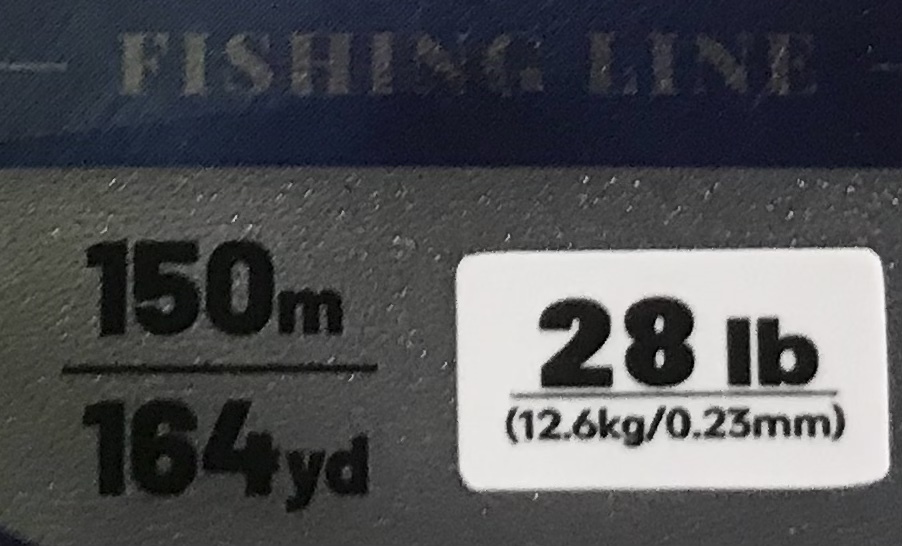 FISHING LINE
150m
164yd
28 lb
(12.6kg/0.23mm)